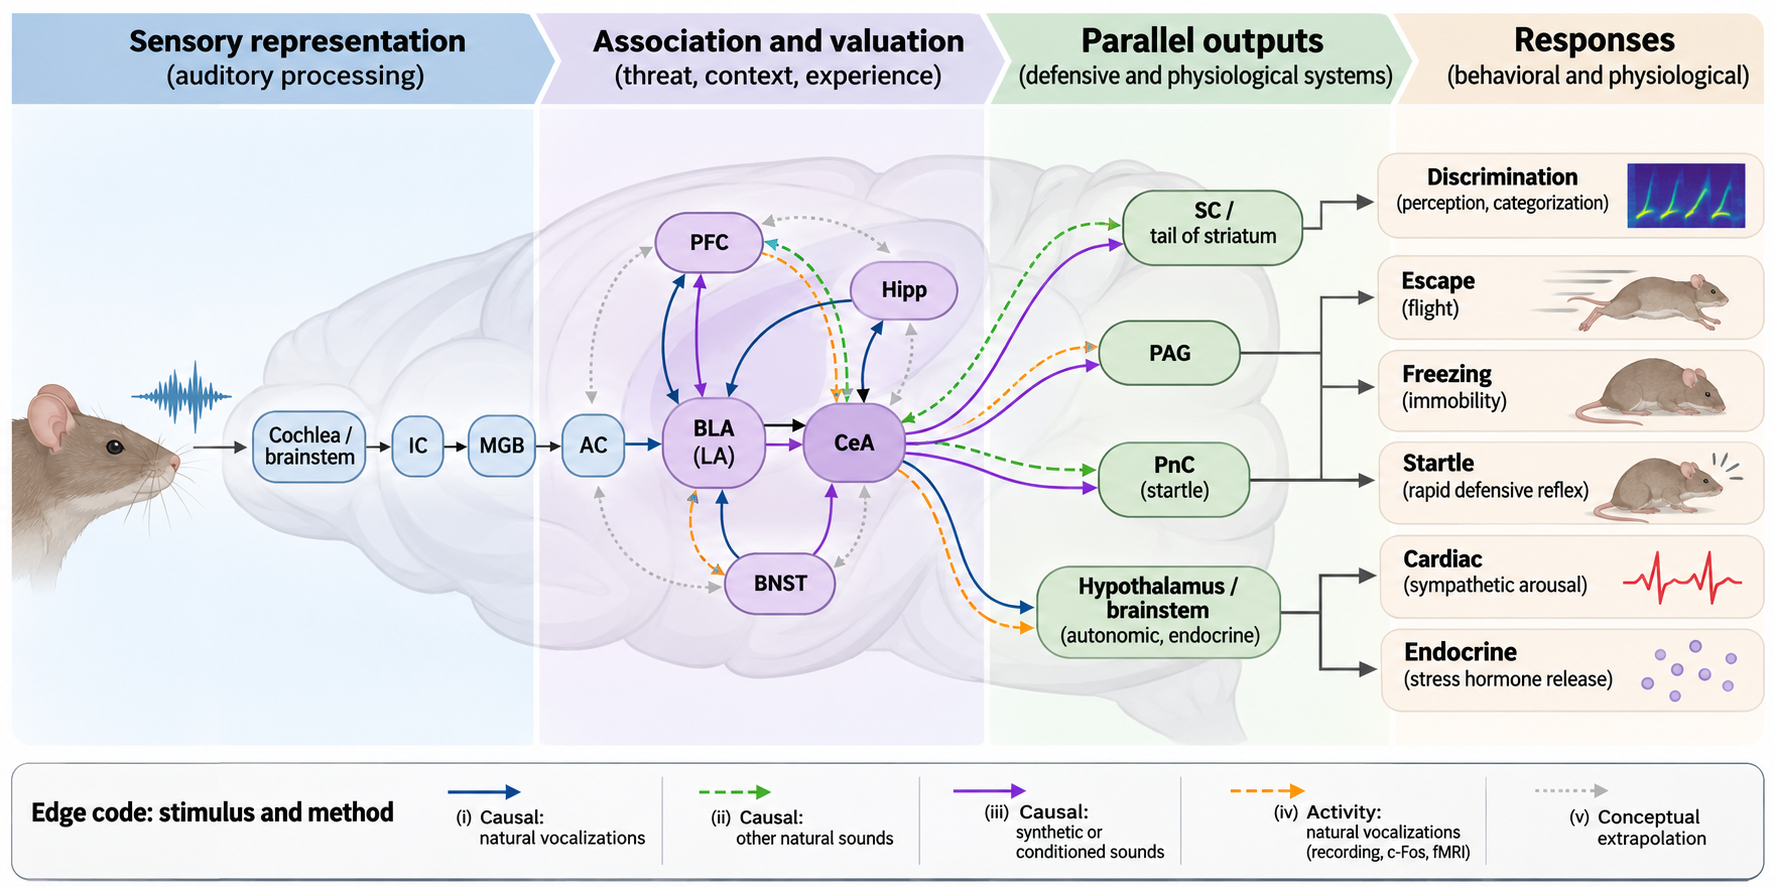 Sensory representation
(auditory processing)
Association and valuation
(threat, context, experience)
Parallel outputs
(defensive and physiological systems)
Responses
(behavioral and physiological)
Cochlea /
brainstem
IC
MGB
AC
PFC
Hipp
BLA
(LA)
CeA
BNST
SC /
tail of striatum
PAG
PnC
(startle)
Hypothalamus /
brainstem
(autonomic, endocrine)
Discrimination
(perception, categorization)
Escape
(flight)
Freezing
(immobility)
Startle
(rapid defensive reflex)
Cardiac
(sympathetic arousal)
Endocrine
(stress hormone release)
Edge code: stimulus and method
(i) Causal:
natural vocalizations
(ii) Causal:
other natural sounds
(iii) Causal:
synthetic or
conditioned sounds
(iv) Activity:
natural vocalizations
(recording, c-Fos, fMRI)
(v) Conceptual
extrapolation